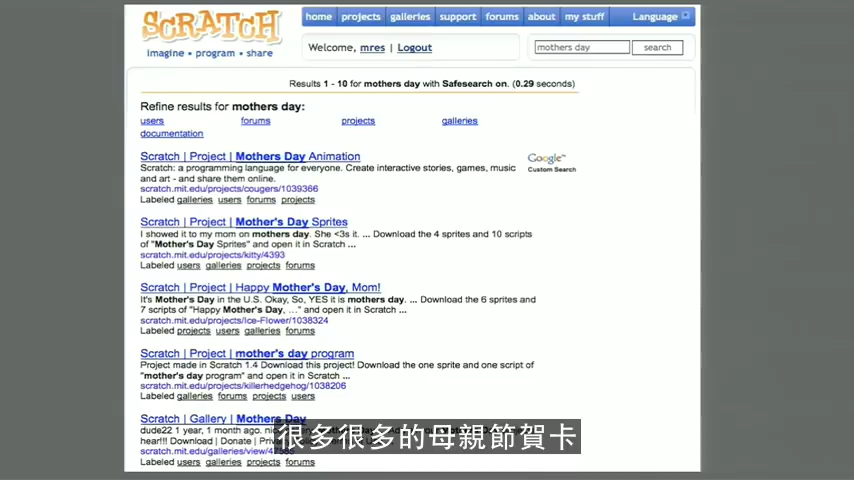 SCRATCH
imagine • program • share
home projects galleries support forums about my stuff Language
Welcome, mres | Logout
mothers day search
Results 1 - 10 for mothers day with Safesearch on. (0.29 seconds)
Refine results for mothers day:
users forums projects galleries
documentation
Scratch | Project | Mothers Day Animation
Scratch: a programming language for everyone. Create interactive stories, games, music
and art - and share them online.
scratch.mit.edu/projects/cougers/1039366
Labeled galleries users forums projects
Google™
Custom Search
Scratch | Project | Mother's Day Sprites
I showed it to my mom on mothers day. She <3s it. ... Download the 4 sprites and 10 scripts
of "Mother's Day Sprites" and open it in Scratch ...
scratch.mit.edu/projects/kitty/4393
Labeled users galleries projects forums
Scratch | Project | Happy Mother's Day, Mom!
It's Mother's Day in the U.S. Okay, So, YES it is mothers day. ... Download the 6 sprites and
7 scripts of "Happy Mother's Day, ..." and open it in Scratch ...
scratch.mit.edu/projects/Ice-Flower/1038324
Labeled projects users galleries forums
Scratch | Project | mother's day program
Project made in Scratch 1.4 Download this project! Download the one sprite and one script of
"mother's day program" and open it in Scratch ...
scratch.mit.edu/projects/killerhedgehog/1038206
Labeled galleries forums projects users
Scratch | Gallery | Mothers Day
dude22 1 year, 1 month ago.
hear!!! Download | Donate |
scratch.mit.edu/galleries/view/
Labeled users galleries projects forums
很多很多的母親節賀卡